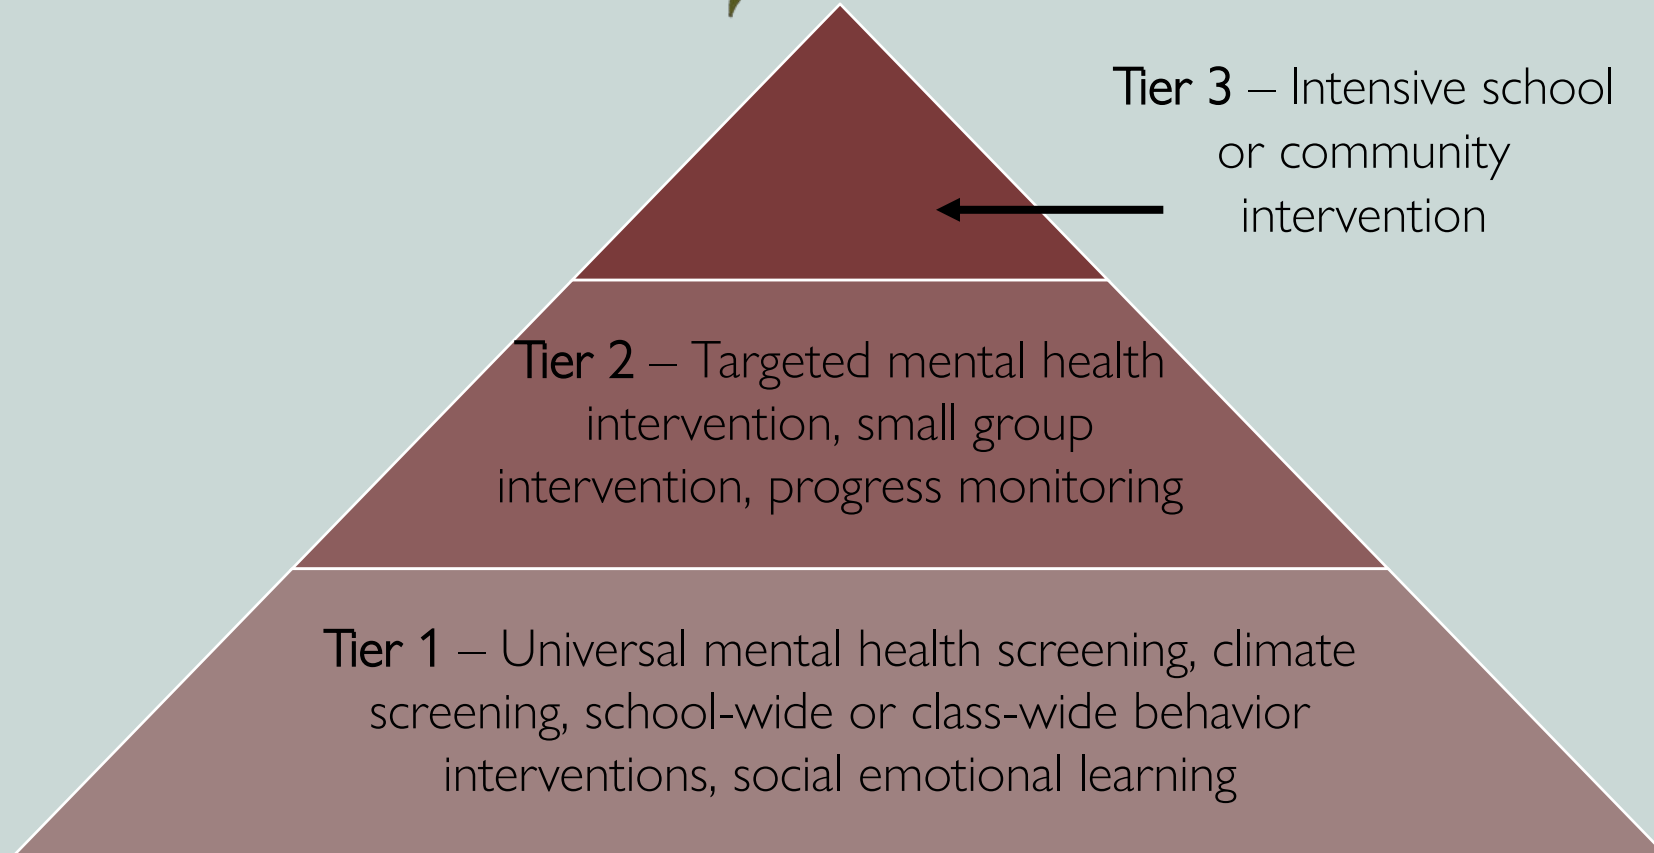 Tier 3 – Intensive school
or community
intervention
Tier 2 – Targeted mental health
intervention, small group
intervention, progress monitoring
Tier 1 – Universal mental health screening, climate
screening, school-wide or class-wide behavior
interventions, social emotional learning